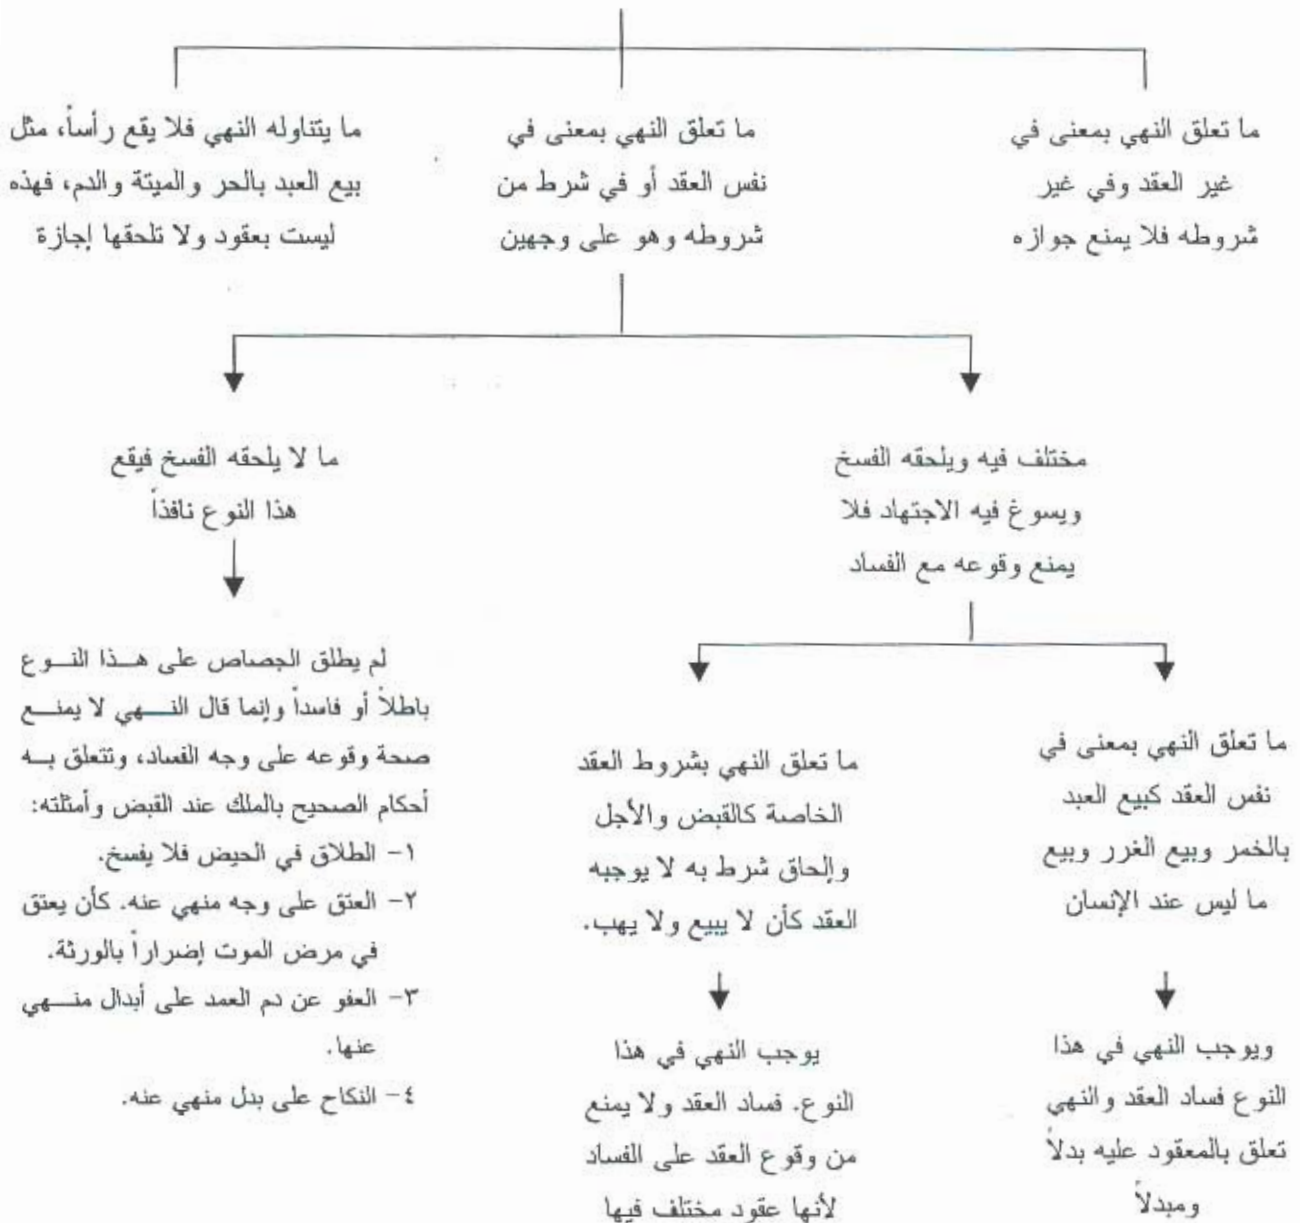 ما تعلق النهي بمعنى في
غير العقد وفي غير
شروطه فلا يمنع جوازه
ما تعلق النهي بمعنى في
نفس العقد أو في شرط من
شروطه وهو على وجهين
ما يتناوله النهي فلا يقع رأساً، مثل
بيع العبد بالحر والميتة والدم، فهذه
ليست بعقود ولا تلحقها إجازة
مختلف فيه ويلحقه الفسخ
ويسوغ فيه الاجتهاد فلا
يمنع وقوعه مع الفساد
ما لا يلحقه الفسخ فيقع
هذا النوع نافذاً
ما تعلق النهي بمعنى في
نفس العقد كبيع العبد
بالخمر وبيع الغرر وبيع
ما ليس عند الإنسان
ويوجب النهي في هذا
النوع فساد العقد والنهي
تعلق بالمعقود عليه بدلاً
ومبدلاً
ما تعلق النهي بشروط العقد
الخاصة كالقبض والأجل
وإلحاق شرط به لا يوجبه
العقد كأن لا يبيع ولا يهب.
يوجب النهي في هذا
النوع. فساد العقد ولا يمنع
من وقوع العقد على الفساد
لأنها عقود مختلف فيها
لم يطلق الجصاص على هذا النوع
باطلاً أو فاسداً وإنما قال النهي لا يمنع
صحة وقوعه على وجه الفساد، وتتعلق به
أحكام الصحيح بالملك عند القبض وأمثلته:
١- الطلاق في الحيض فلا يفسخ.
٢- العتق على وجه منهي عنه. كأن يعتق
في مرض الموت إضراراً بالورثة.
٣- العفو عن دم العمد على أبدال منهي
عنها.
٤- النكاح على بدل منهي عنه.